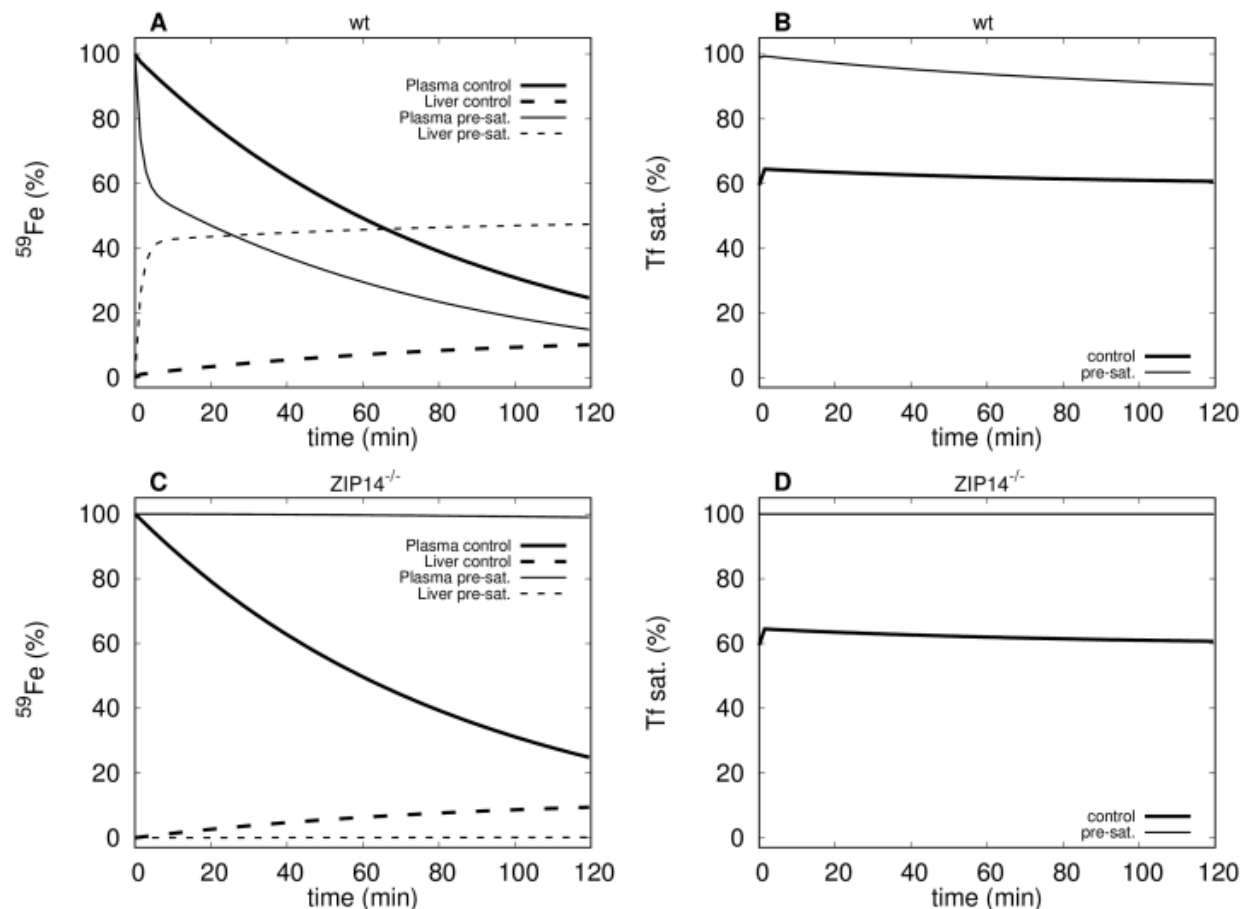 A wt
100
80
60
40
20
0
⁵⁹Fe (%)
Plasma control
Liver control
Plasma pre-sat.
Liver pre-sat.
0 20 40 60 80 100 120
time (min)
B wt
100
80
60
40
20
0
Tf sat. (%)
control
pre-sat.
0 20 40 60 80 100 120
time (min)
C ZIP14⁻/⁻
100
80
60
40
20
0
⁵⁹Fe (%)
Plasma control
Liver control
Plasma pre-sat.
Liver pre-sat.
0 20 40 60 80 100 120
time (min)
D ZIP14⁻/⁻
100
80
60
40
20
0
Tf sat. (%)
control
pre-sat.
0 20 40 60 80 100 120
time (min)